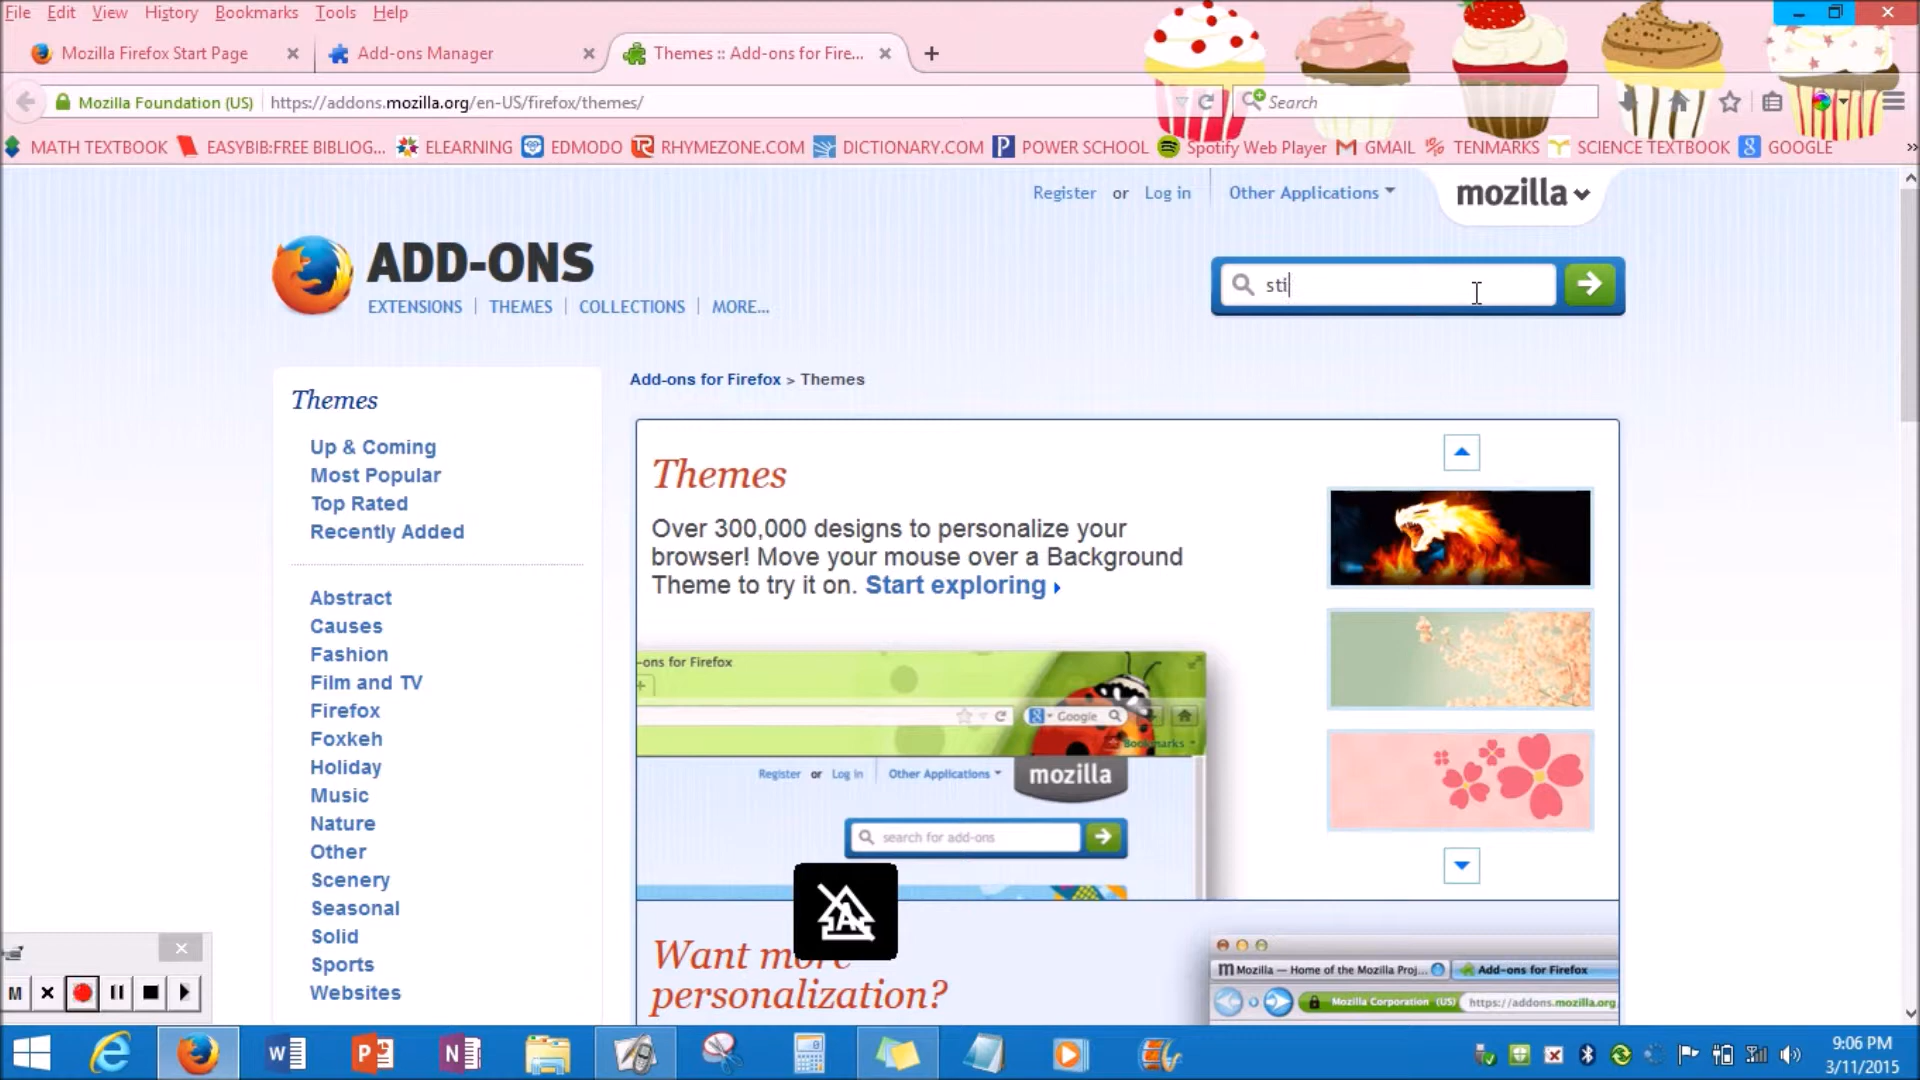 File Edit View History Bookmarks Tools Help
Mozilla Firefox Start Page
Add-ons Manager
Themes :: Add-ons for Fire...
Mozilla Foundation (US) https://addons.mozilla.org/en-US/firefox/themes/
Search
MATH TEXTBOOK EASYBIB:FREE BIBLIOG... ELEARNING EDMODO RHYMEZONE.COM DICTIONARY.COM POWER SCHOOL Spotify Web Player GMAIL TENMARKS SCIENCE TEXTBOOK GOOGLE
Register or Log in Other Applications mozilla
ADD-ONS
EXTENSIONS THEMES COLLECTIONS MORE...
sti
Add-ons for Firefox > Themes
Themes
Up & Coming
Most Popular
Top Rated
Recently Added
Abstract
Causes
Fashion
Film and TV
Firefox
Foxkeh
Holiday
Music
Nature
Other
Scenery
Seasonal
Solid
Sports
Websites
Themes
Over 300,000 designs to personalize your
browser! Move your mouse over a Background
Theme to try it on. Start exploring
-ons for Firefox
Google
Bookmarks
Register or Log in Other Applications mozilla
search for add-ons
Want more
personalization?
Mozilla — Home of the Mozilla Proj...
Add-ons for Firefox
Mozilla Corporation (US) https://addons.mozilla.org
M
9:06 PM
3/11/2015